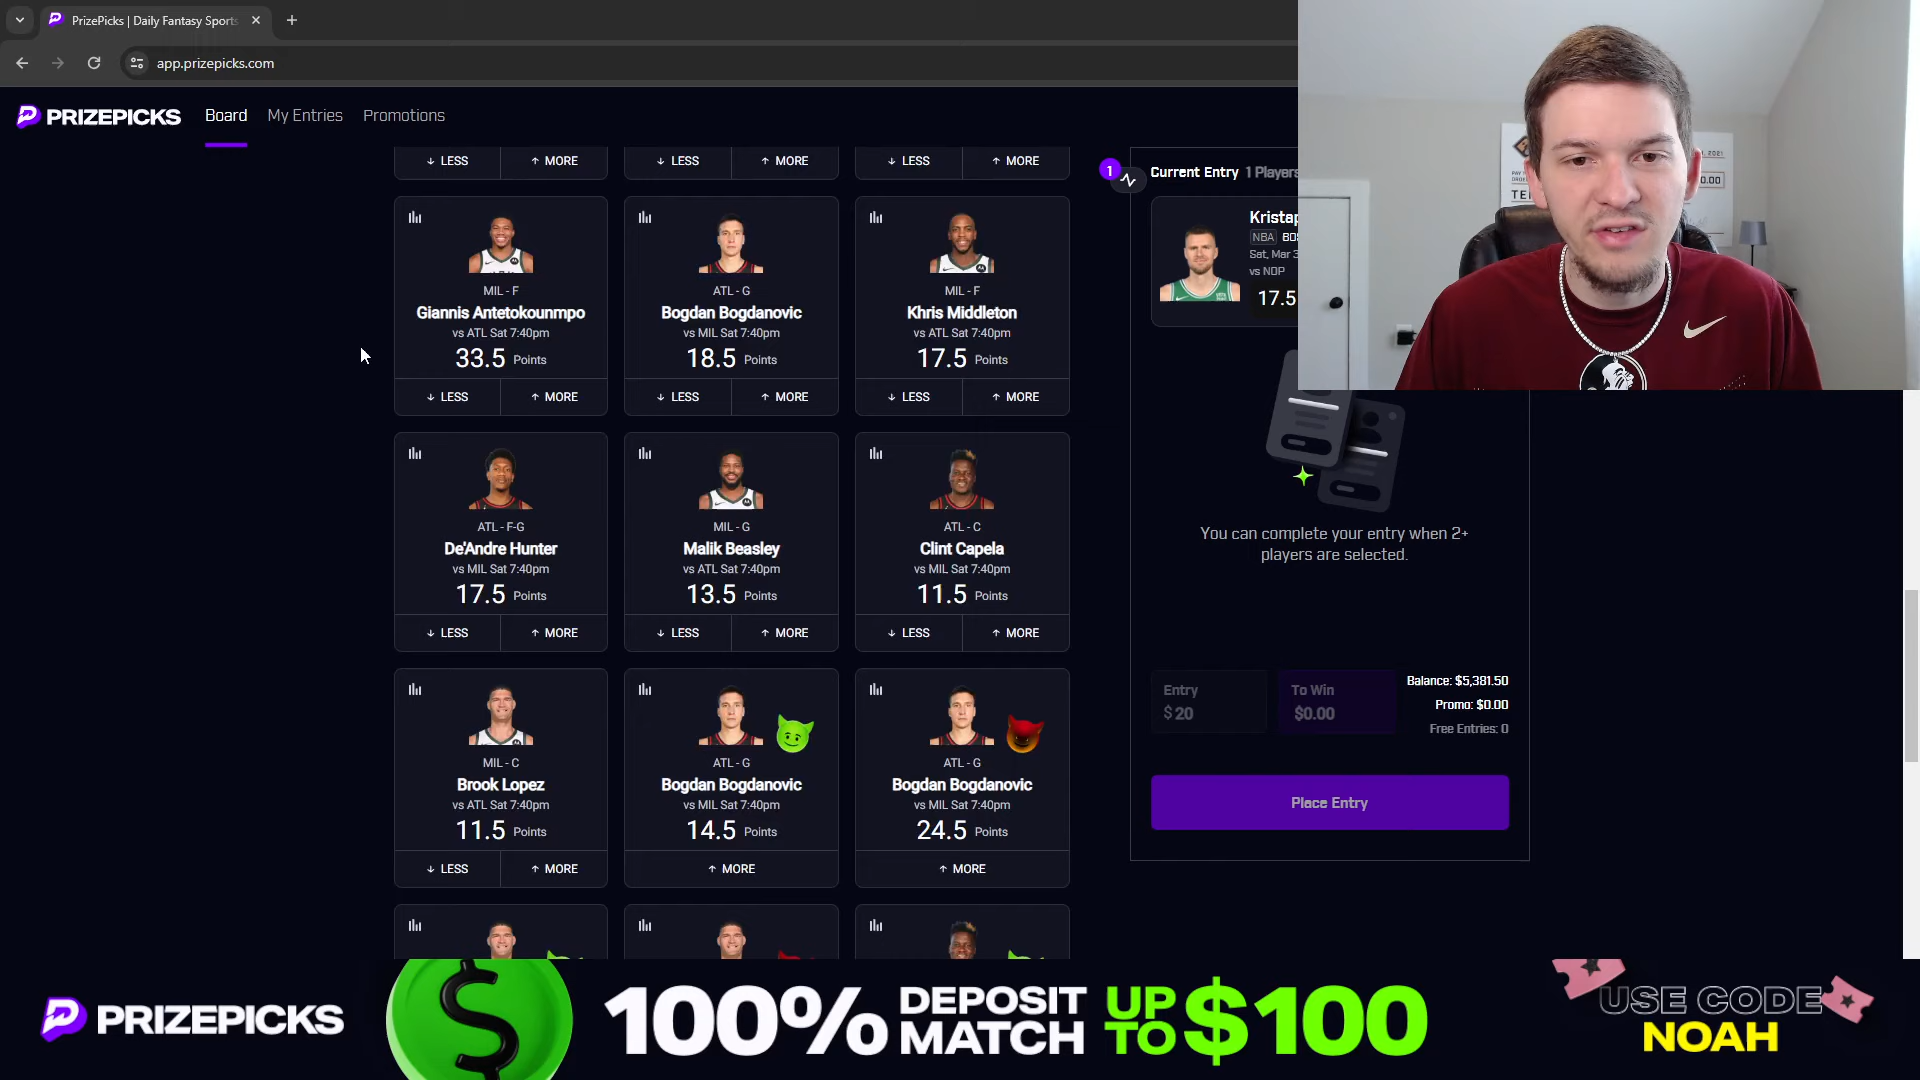 PrizePicks | Daily Fantasy Sports
app.prizepicks.com
PRIZEPICKS
Board
My Entries
Promotions
↓ LESS
↑ MORE
↓ LESS
↑ MORE
↓ LESS
↑ MORE
MIL - F
Giannis Antetokounmpo
vs ATL Sat 7:40pm
33.5 Points
↓ LESS
↑ MORE
ATL - G
Bogdan Bogdanovic
vs MIL Sat 7:40pm
18.5 Points
↓ LESS
↑ MORE
MIL - F
Khris Middleton
vs ATL Sat 7:40pm
17.5 Points
↓ LESS
↑ MORE
ATL - F-G
De'Andre Hunter
vs MIL Sat 7:40pm
17.5 Points
↓ LESS
↑ MORE
MIL - G
Malik Beasley
vs ATL Sat 7:40pm
13.5 Points
↓ LESS
↑ MORE
ATL - C
Clint Capela
vs MIL Sat 7:40pm
11.5 Points
↓ LESS
↑ MORE
MIL - C
Brook Lopez
vs ATL Sat 7:40pm
11.5 Points
↓ LESS
↑ MORE
ATL - G
Bogdan Bogdanovic
vs MIL Sat 7:40pm
14.5 Points
↑ MORE
ATL - G
Bogdan Bogdanovic
vs MIL Sat 7:40pm
24.5 Points
↑ MORE
1
Current Entry 1 Players
Kristap
NBA BOS
Sat, Mar 3
vs NOP
17.5
You can complete your entry when 2+
players are selected.
Entry
$ 20
To Win
$0.00
Balance: $5,381.50
Promo: $0.00
Free Entries: 0
Place Entry
PRIZEPICKS
100% DEPOSIT MATCH UP TO $100
USE CODE
NOAH